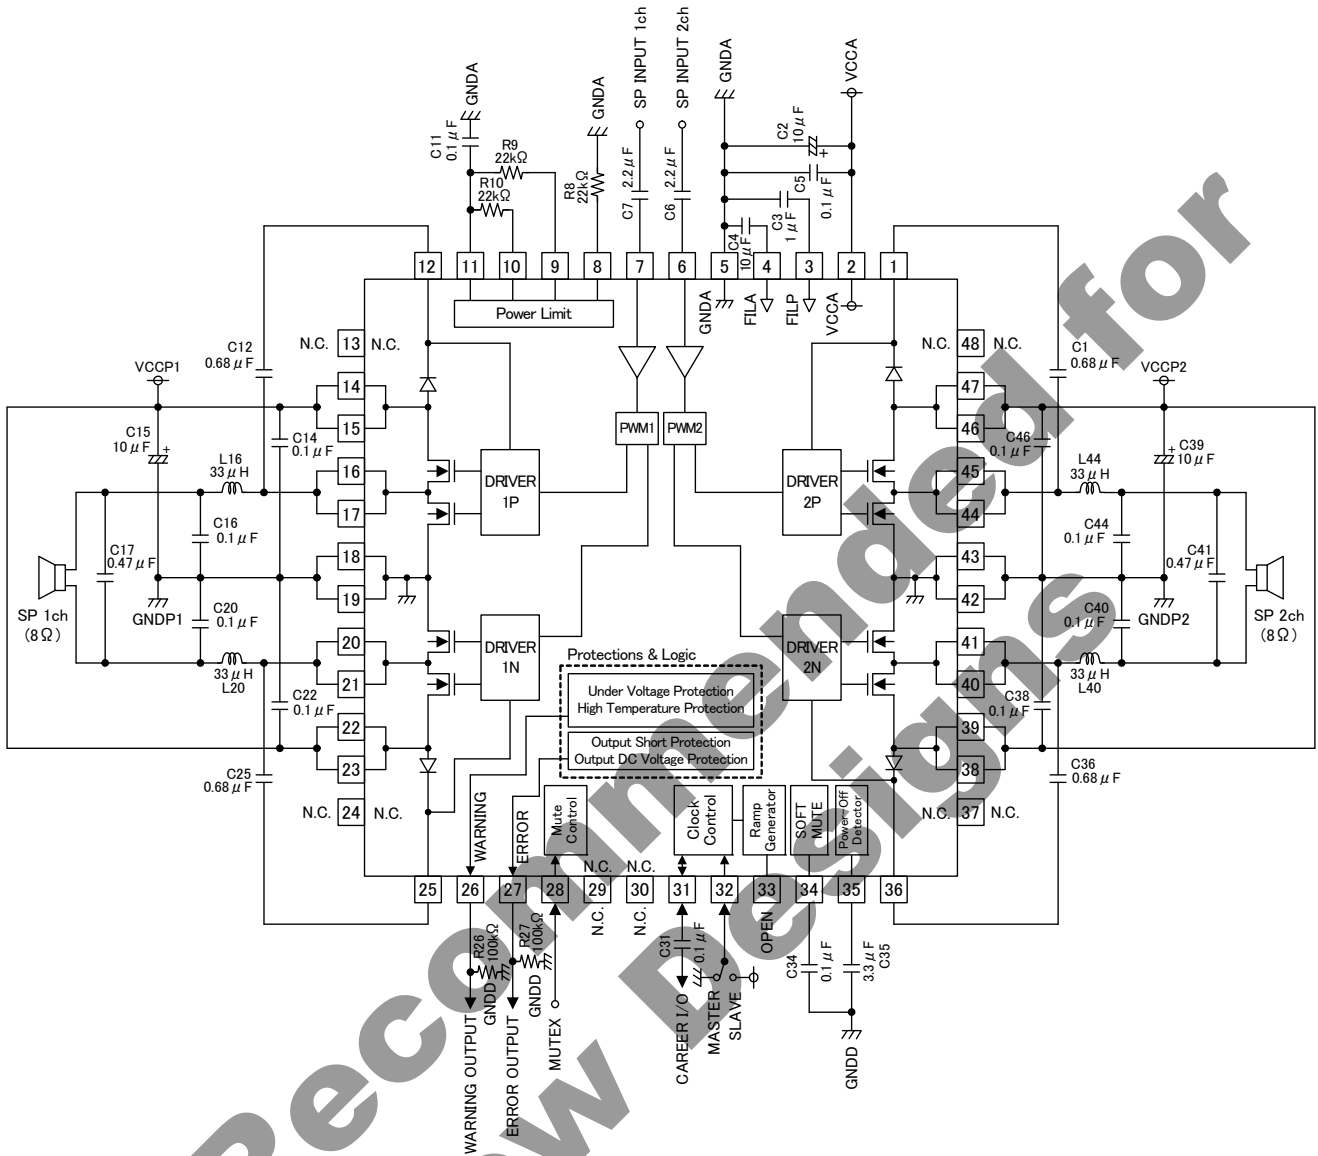 SP INPUT 1ch
SP INPUT 2ch
GNDA
GNDA
GNDA
VCCA
C11
0.1μF
R9
22kΩ
R10
22kΩ
R8
22kΩ
C7
2.2μF
C6
2.2μF
C2
10μF
+
C5
0.1μF
C3
1μF
C4
10μF
12
11
10
9
8
7
6
5
4
3
2
1
Power Limit
GNDA
FILA
FILP
VCCA
C12
0.68μF
N.C.
13
N.C.
N.C.
48
N.C.
C1
0.68μF
VCCP1
VCCP2
14
47
15
46
C15
10μF
+
C14
0.1μF
PWM1
PWM2
C46
0.1μF
+
C39
10μF
L16
33μH
16
45
L44
33μH
DRIVER
1P
DRIVER
2P
17
44
C16
0.1μF
C44
0.1μF
C17
0.47μF
C41
0.47μF
18
43
19
42
SP 1ch
(8Ω)
GNDP1
C20
0.1μF
C40
0.1μF
GNDP2
SP 2ch
(8Ω)
20
41
DRIVER
1N
DRIVER
2N
33μH
L20
21
40
33μH
L40
Protections & Logic
Under Voltage Protection
High Temperature Protection
Output Short Protection
Output DC Voltage Protection
C22
0.1μF
C38
0.1μF
22
39
23
38
C25
0.68μF
C36
0.68μF
N.C.
24
N.C.
N.C.
37
N.C.
WARNING
ERROR
Mute
Control
Clock
Control
Ramp
Generator
SOFT
MUTE
Power Off
Detector
N.C.
N.C.
25
26
27
28
29
30
31
32
33
34
35
36
N.C.
N.C.
R26
100kΩ
R27
100kΩ
GNDD
GNDD
C31
0.1μF
OPEN
C34
0.1μF
3.3μF
C35
WARNING OUTPUT
ERROR OUTPUT
MUTEX
CAREER I/O
MASTER
SLAVE
GNDD
Recommended for
w Designs